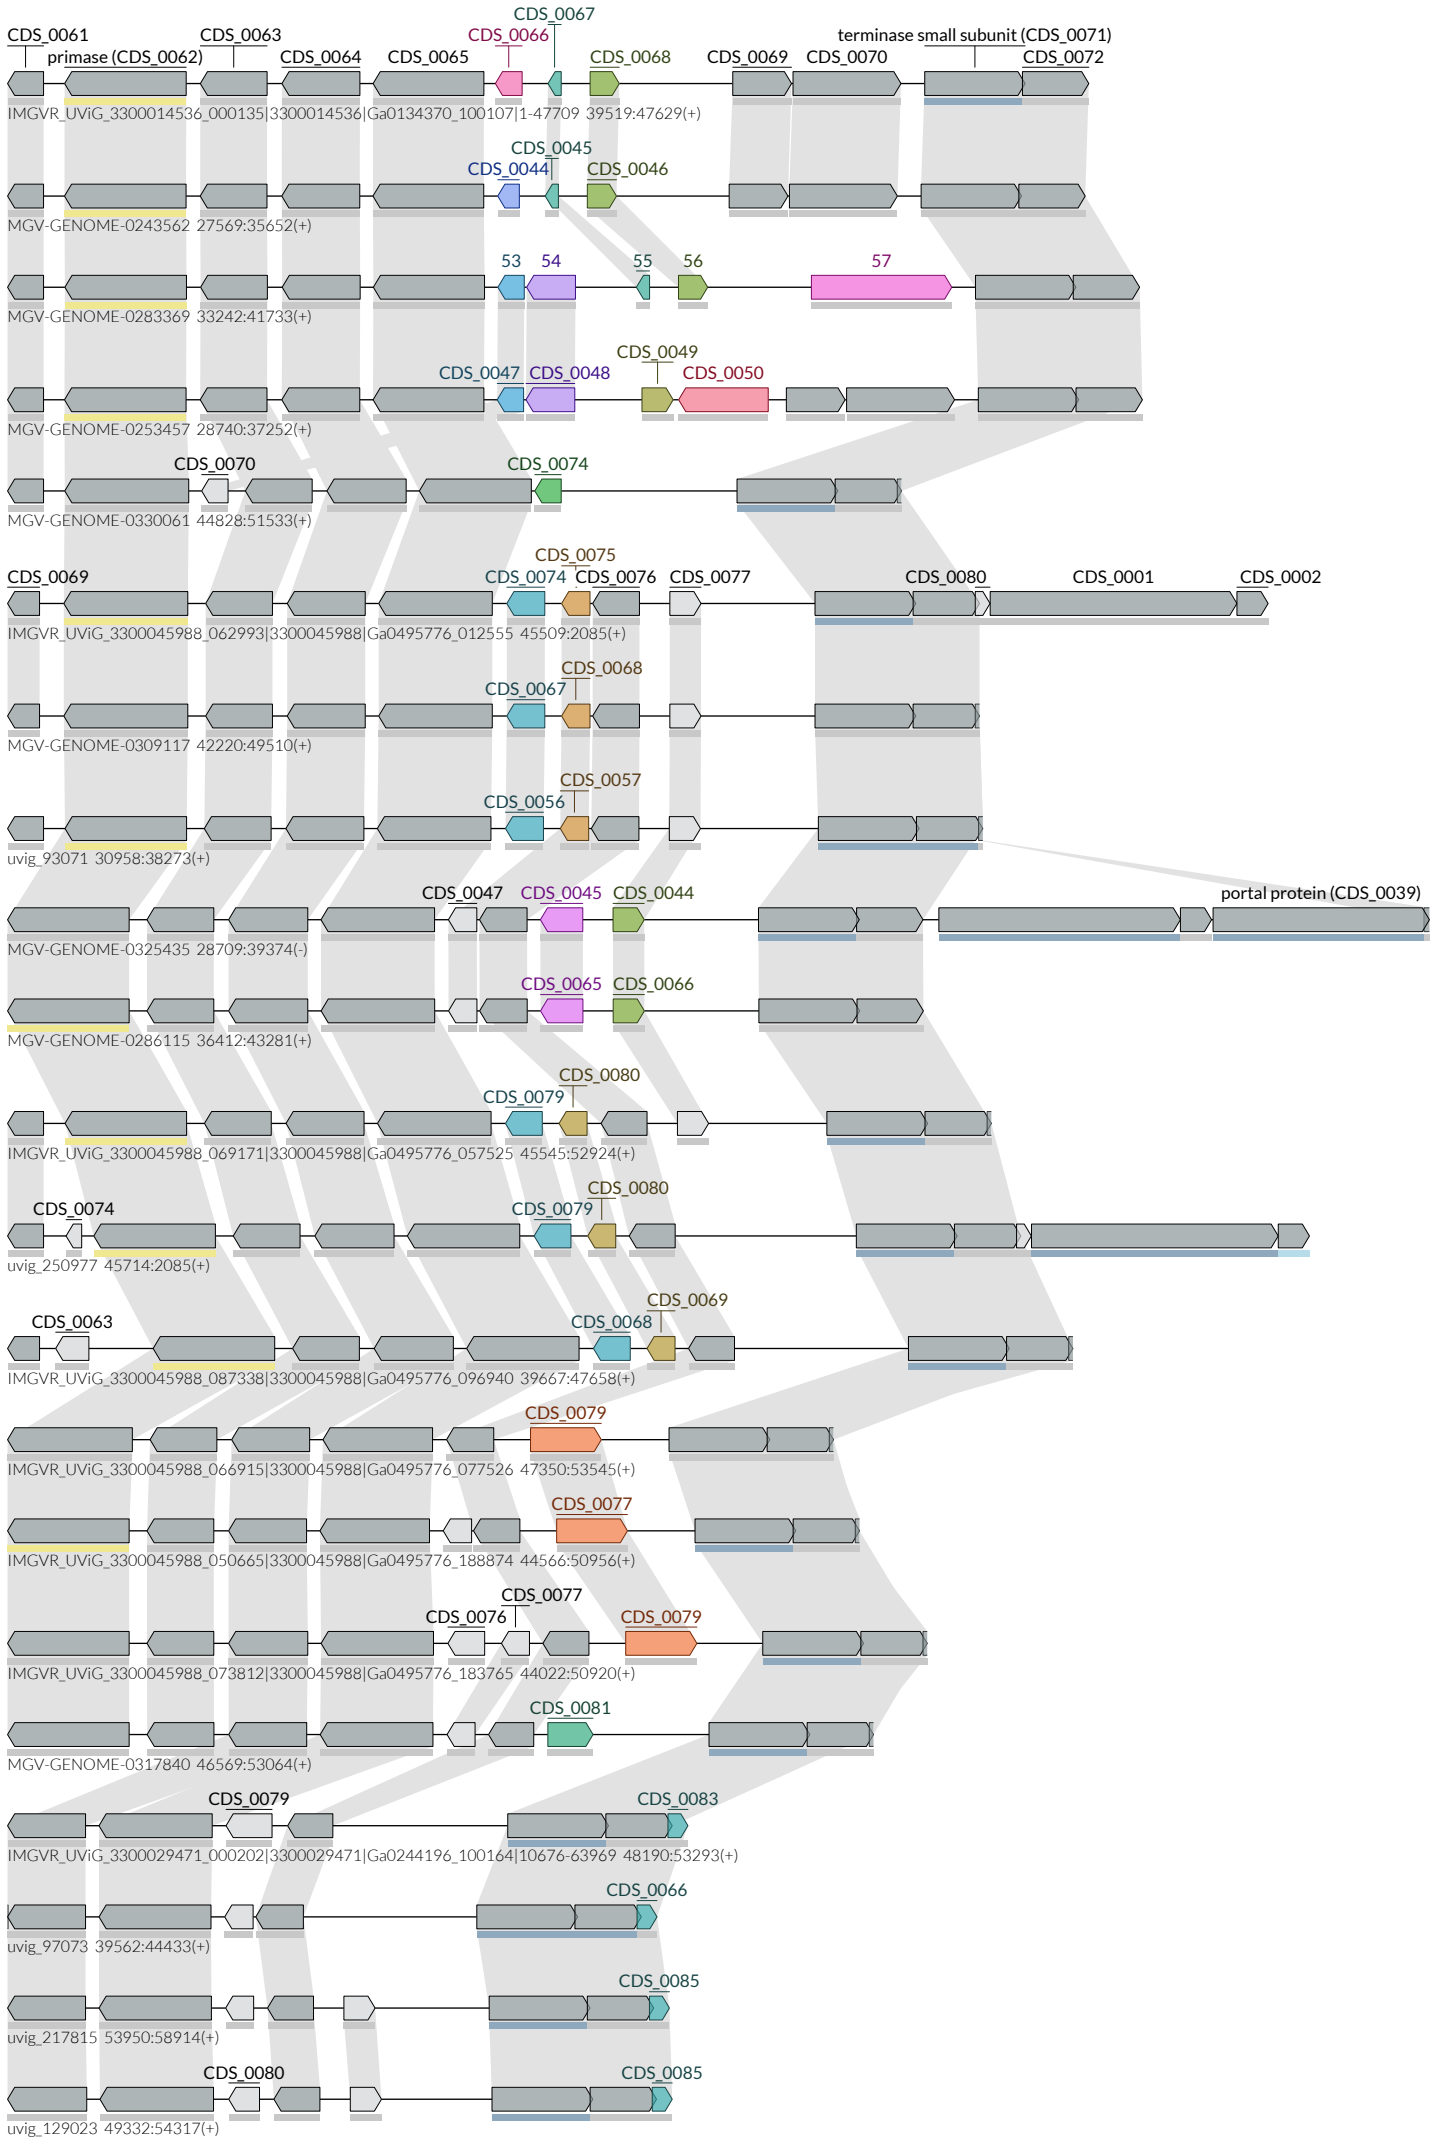 CDS_0067
CDS_0061 CDS_0063 CDS_0066 terminase small subunit (CDS_0071)
primase (CDS_0062) CDS_0064 CDS_0065 CDS_0068 CDS_0069 CDS_0070 CDS_0072
IMGVR_UViG_3300014536_000135|3300014536|Ga0134370_100107|1-47709 39519:47629(+)
CDS_0045
CDS_0044 CDS_0046
MGV-GENOME-0243562 27569:35652(+)
53 54 55 56 57
MGV-GENOME-0283369 33242:41733(+)
CDS_0049
CDS_0047 CDS_0048 CDS_0050
MGV-GENOME-0253457 28740:37252(+)
CDS_0070 CDS_0074
MGV-GENOME-0330061 44828:51533(+)
CDS_0075
CDS_0069 CDS_0074 CDS_0076 CDS_0077 CDS_0080 CDS_0001 CDS_0002
IMGVR_UViG_3300045988_062993|3300045988|Ga0495776_012555 45509:2085(+)
CDS_0068
CDS_0067
MGV-GENOME-0309117 42220:49510(+)
CDS_0057
CDS_0056
uvig_93071 30958:38273(+)
CDS_0047 CDS_0045 CDS_0044 portal protein (CDS_0039)
MGV-GENOME-0325435 28709:39374(-)
CDS_0065 CDS_0066
MGV-GENOME-0286115 36412:43281(+)
CDS_0080
CDS_0079
IMGVR_UViG_3300045988_069171|3300045988|Ga0495776_057525 45545:52924(+)
CDS_0080
CDS_0074 CDS_0079
uvig_250977 45714:2085(+)
CDS_0069
CDS_0063 CDS_0068
IMGVR_UViG_3300045988_087338|3300045988|Ga0495776_096940 39667:47658(+)
CDS_0079
IMGVR_UViG_3300045988_066915|3300045988|Ga0495776_077526 47350:53545(+)
CDS_0077
IMGVR_UViG_3300045988_050665|3300045988|Ga0495776_188874 44566:50956(+)
CDS_0077
CDS_0076 CDS_0079
IMGVR_UViG_3300045988_073812|3300045988|Ga0495776_183765 44022:50920(+)
CDS_0081
MGV-GENOME-0317840 46569:53064(+)
CDS_0079 CDS_0083
IMGVR_UViG_3300029471_000202|3300029471|Ga0244196_100164|10676-63969 48190:53293(+)
CDS_0066
uvig_97073 39562:44433(+)
CDS_0085
uvig_217815 53950:58914(+)
CDS_0080 CDS_0085
uvig_129023 49332:54317(+)